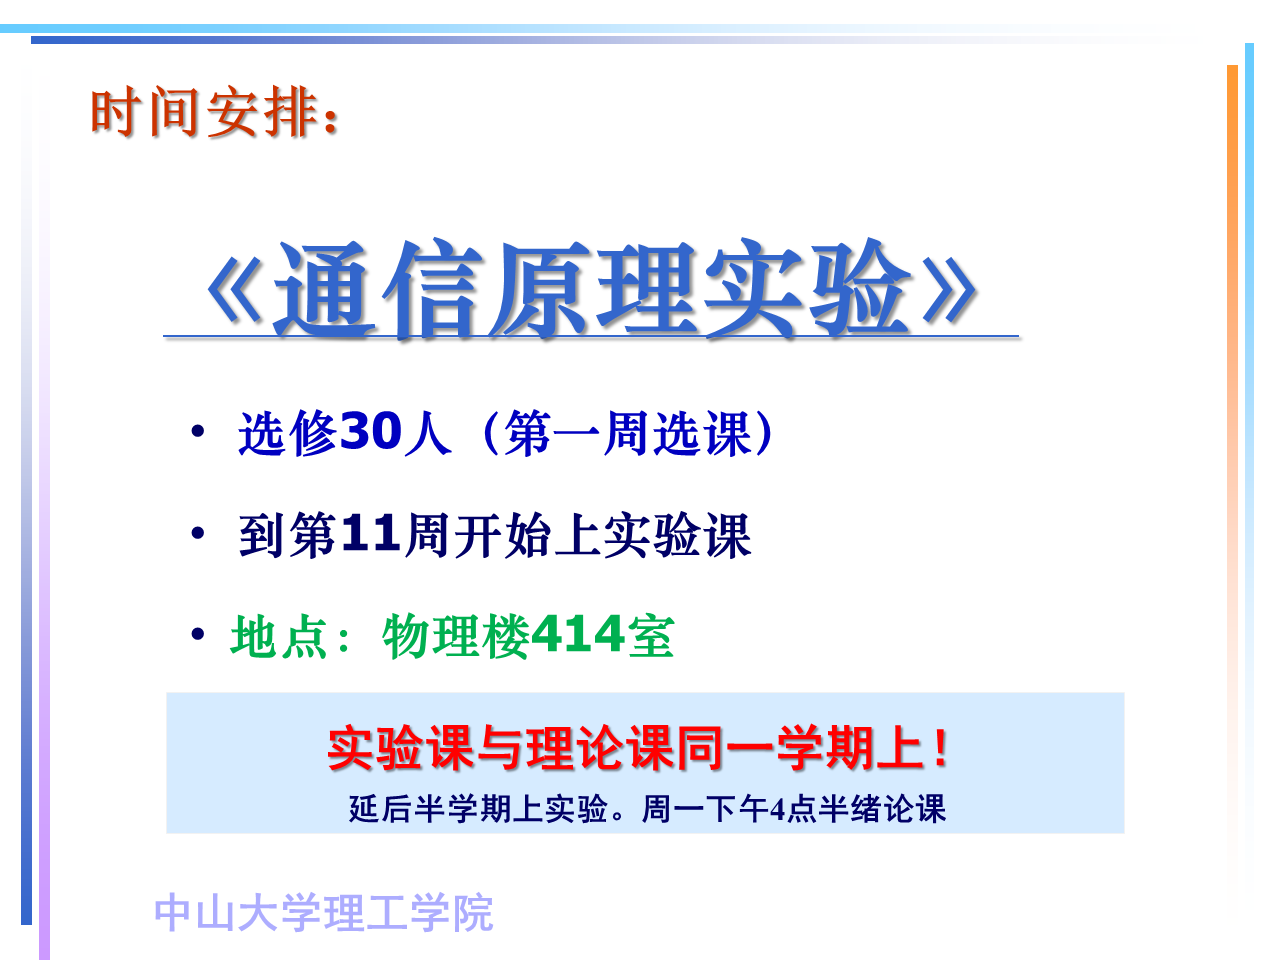 时间安排：
《通信原理实验》
• 选修30人（第一周选课）
• 到第11周开始上实验课
• 地点：物理楼414室
实验课与理论课同一学期上！
延后半学期上实验。周一下午4点半绪论课
中山大学理工学院